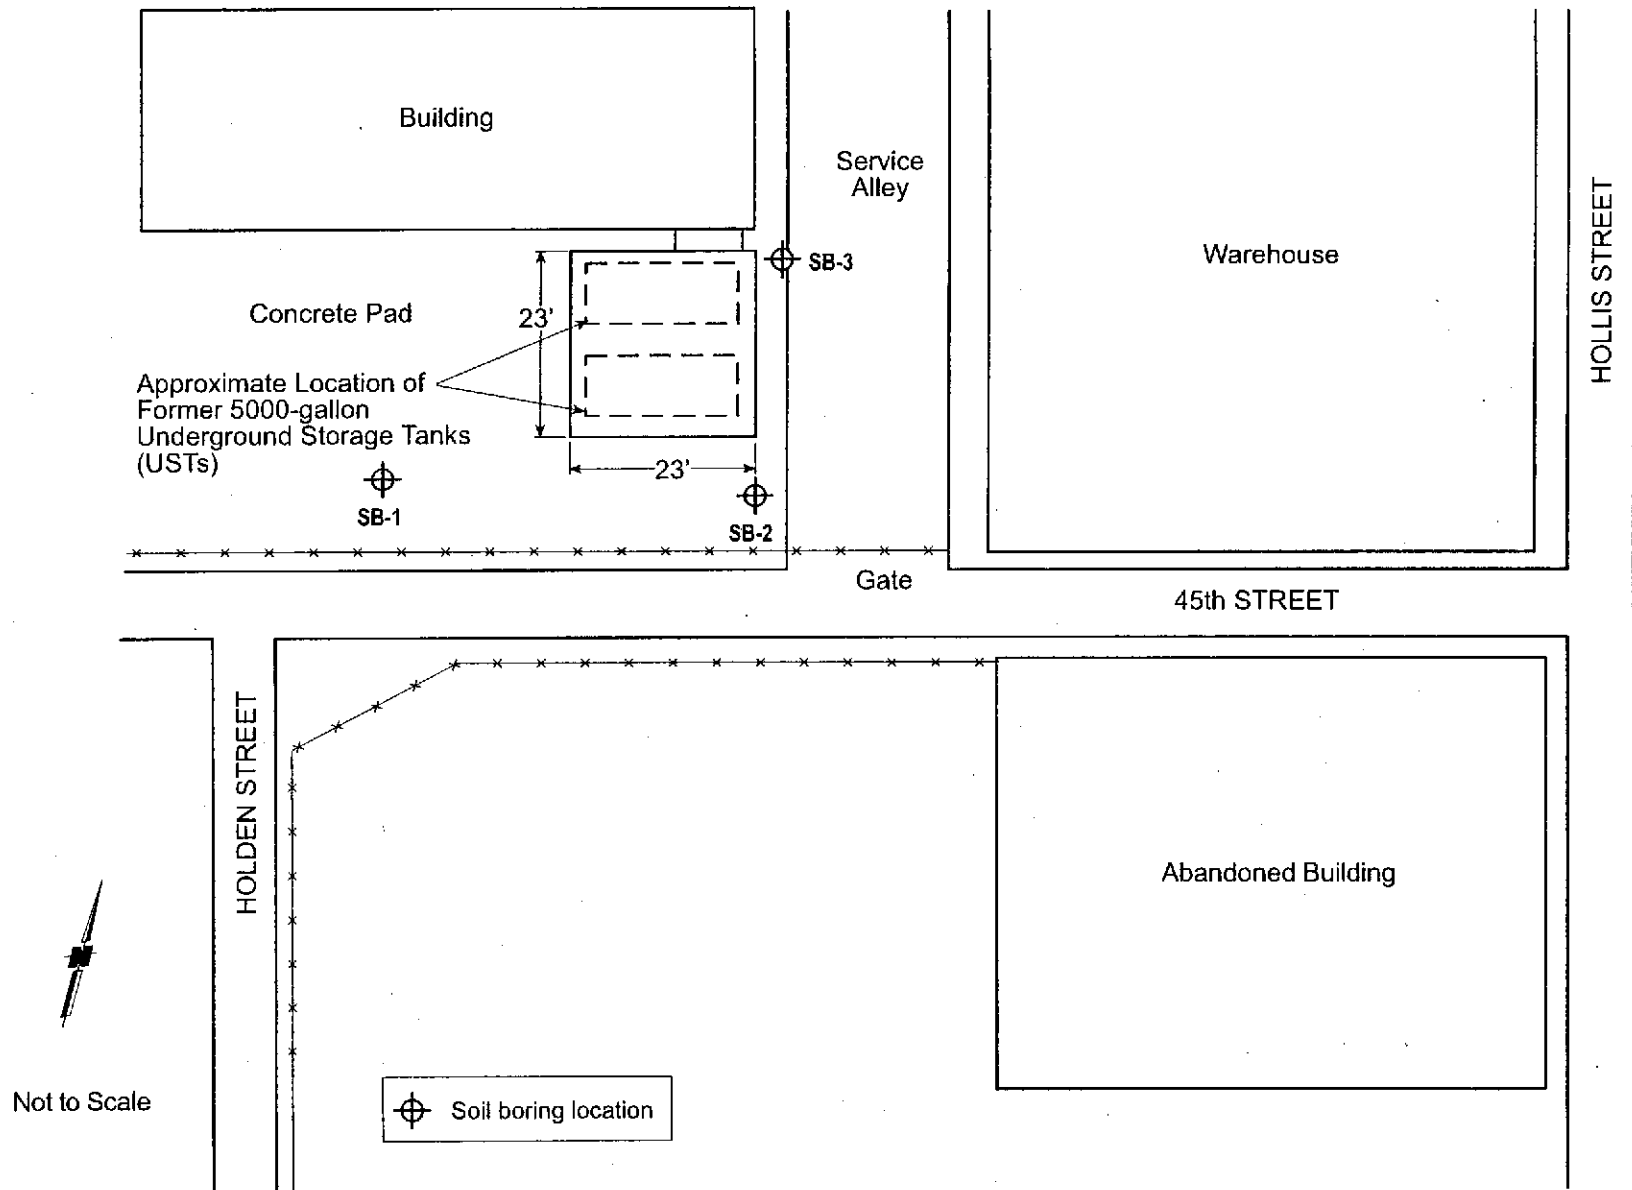 Building
Service
Alley
Warehouse
HOLLIS STREET
SB-3
Concrete Pad
23'
Approximate Location of
Former 5000-gallon
Underground Storage Tanks
(USTs)
23'
SB-1
SB-2
Gate
45th STREET
HOLDEN STREET
Abandoned Building
N
Not to Scale
Soil boring location